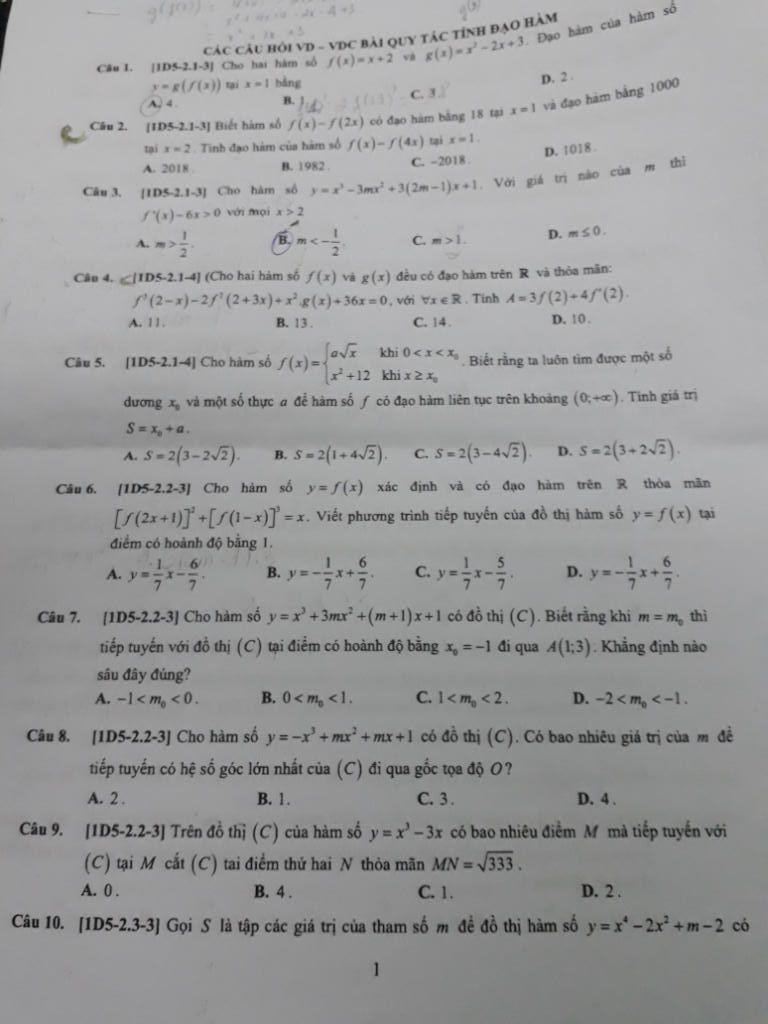 CÁC CÂU HỎI VD – VDC BÀI QUY TẮC TÍNH ĐẠO HÀM
Câu 1. [1D5-2.1-3] Cho hai hàm số f(x)=x+2 và g(x)=x²−2x+3. Đạo hàm của hàm số
y=g(f(x)) tại x=1 bằng
A. 4. B. 1. C. 3 D. 2.
Câu 2. [1D5-2.1-3] Biết hàm số f(x)−f(2x) có đạo hàm bằng 18 tại x=1 và đạo hàm bằng 1000
tại x=2. Tính đạo hàm của hàm số f(x)−f(4x) tại x=1.
A. 2018. B. 1982. C. −2018. D. 1018.
Câu 3. [1D5-2.1-3] Cho hàm số y=x³−3mx²+3(2m−1)x+1. Với giá trị nào của m thì
f'(x)−6x>0 với mọi x>2
A. m>1/2. B. m<−1/2. C. m>1. D. m≤0.
Câu 4. [1D5-2.1-4] (Cho hai hàm số f(x) và g(x) đều có đạo hàm trên ℝ và thỏa mãn:
f³(2−x)−2f²(2+3x)+x².g(x)+36x=0, với ∀x∈ℝ. Tính A=3f(2)+4f'(2).
A. 11. B. 13. C. 14. D. 10.
Câu 5. [1D5-2.1-4] Cho hàm số f(x)={a√x khi 0<x<x₀
x²+12 khi x≥x₀. Biết rằng ta luôn tìm được một số
dương x₀ và một số thực a để hàm số f có đạo hàm liên tục trên khoảng (0;+∞). Tính giá trị
S=x₀+a.
A. S=2(3−2√2). B. S=2(1+4√2). C. S=2(3−4√2). D. S=2(3+2√2).
Câu 6. [1D5-2.2-3] Cho hàm số y=f(x) xác định và có đạo hàm trên ℝ thỏa mãn
[f(2x+1)]²+[f(1−x)]³=x. Viết phương trình tiếp tuyến của đồ thị hàm số y=f(x) tại
điểm có hoành độ bằng 1.
A. y=1/7x−6/7. B. y=−1/7x+6/7. C. y=1/7x−5/7. D. y=−1/7x+6/7.
Câu 7. [1D5-2.2-3] Cho hàm số y=x³+3mx²+(m+1)x+1 có đồ thị (C). Biết rằng khi m=m₀ thì
tiếp tuyến với đồ thị (C) tại điểm có hoành độ bằng x₀=−1 đi qua A(1;3). Khẳng định nào
sâu đây đúng?
A. −1<m₀<0. B. 0<m₀<1. C. 1<m₀<2. D. −2<m₀<−1.
Câu 8. [1D5-2.2-3] Cho hàm số y=−x³+mx²+mx+1 có đồ thị (C). Có bao nhiêu giá trị của m để
tiếp tuyến có hệ số góc lớn nhất của (C) đi qua gốc tọa độ O?
A. 2. B. 1. C. 3. D. 4.
Câu 9. [1D5-2.2-3] Trên đồ thị (C) của hàm số y=x³−3x có bao nhiêu điểm M mà tiếp tuyến với
(C) tại M cắt (C) tai điểm thứ hai N thỏa mãn MN=√333.
A. 0. B. 4. C. 1. D. 2.
Câu 10. [1D5-2.3-3] Gọi S là tập các giá trị của tham số m để đồ thị hàm số y=x⁴−2x²+m−2 có
1